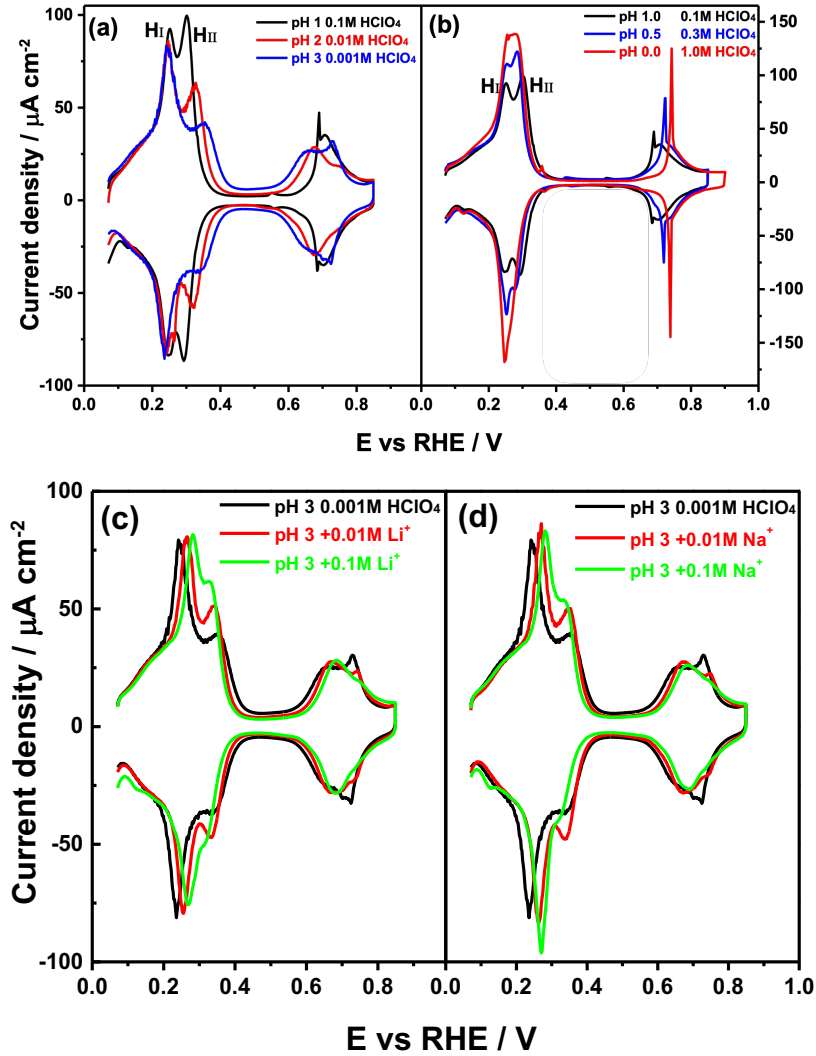 (a)
H_I
H_II
pH 1 0.1M HClO₄
pH 2 0.01M HClO₄
pH 3 0.001M HClO₄
100
50
0
-50
-100
0.0 0.2 0.4 0.6 0.8
Current density / μA cm⁻²
(b)
H_I
H_II
pH 1.0 0.1M HClO₄
pH 0.5 0.3M HClO₄
pH 0.0 1.0M HClO₄
150
100
50
0
-50
-100
-150
0.0 0.2 0.4 0.6 0.8 1.0
E vs RHE / V
(c)
pH 3 0.001M HClO₄
pH 3 +0.01M Li⁺
pH 3 +0.1M Li⁺
100
50
0
-50
-100
0.0 0.2 0.4 0.6 0.8
Current density / μA cm⁻²
(d)
pH 3 0.001M HClO₄
pH 3 +0.01M Na⁺
pH 3 +0.1M Na⁺
0.0 0.2 0.4 0.6 0.8 1.0
E vs RHE / V